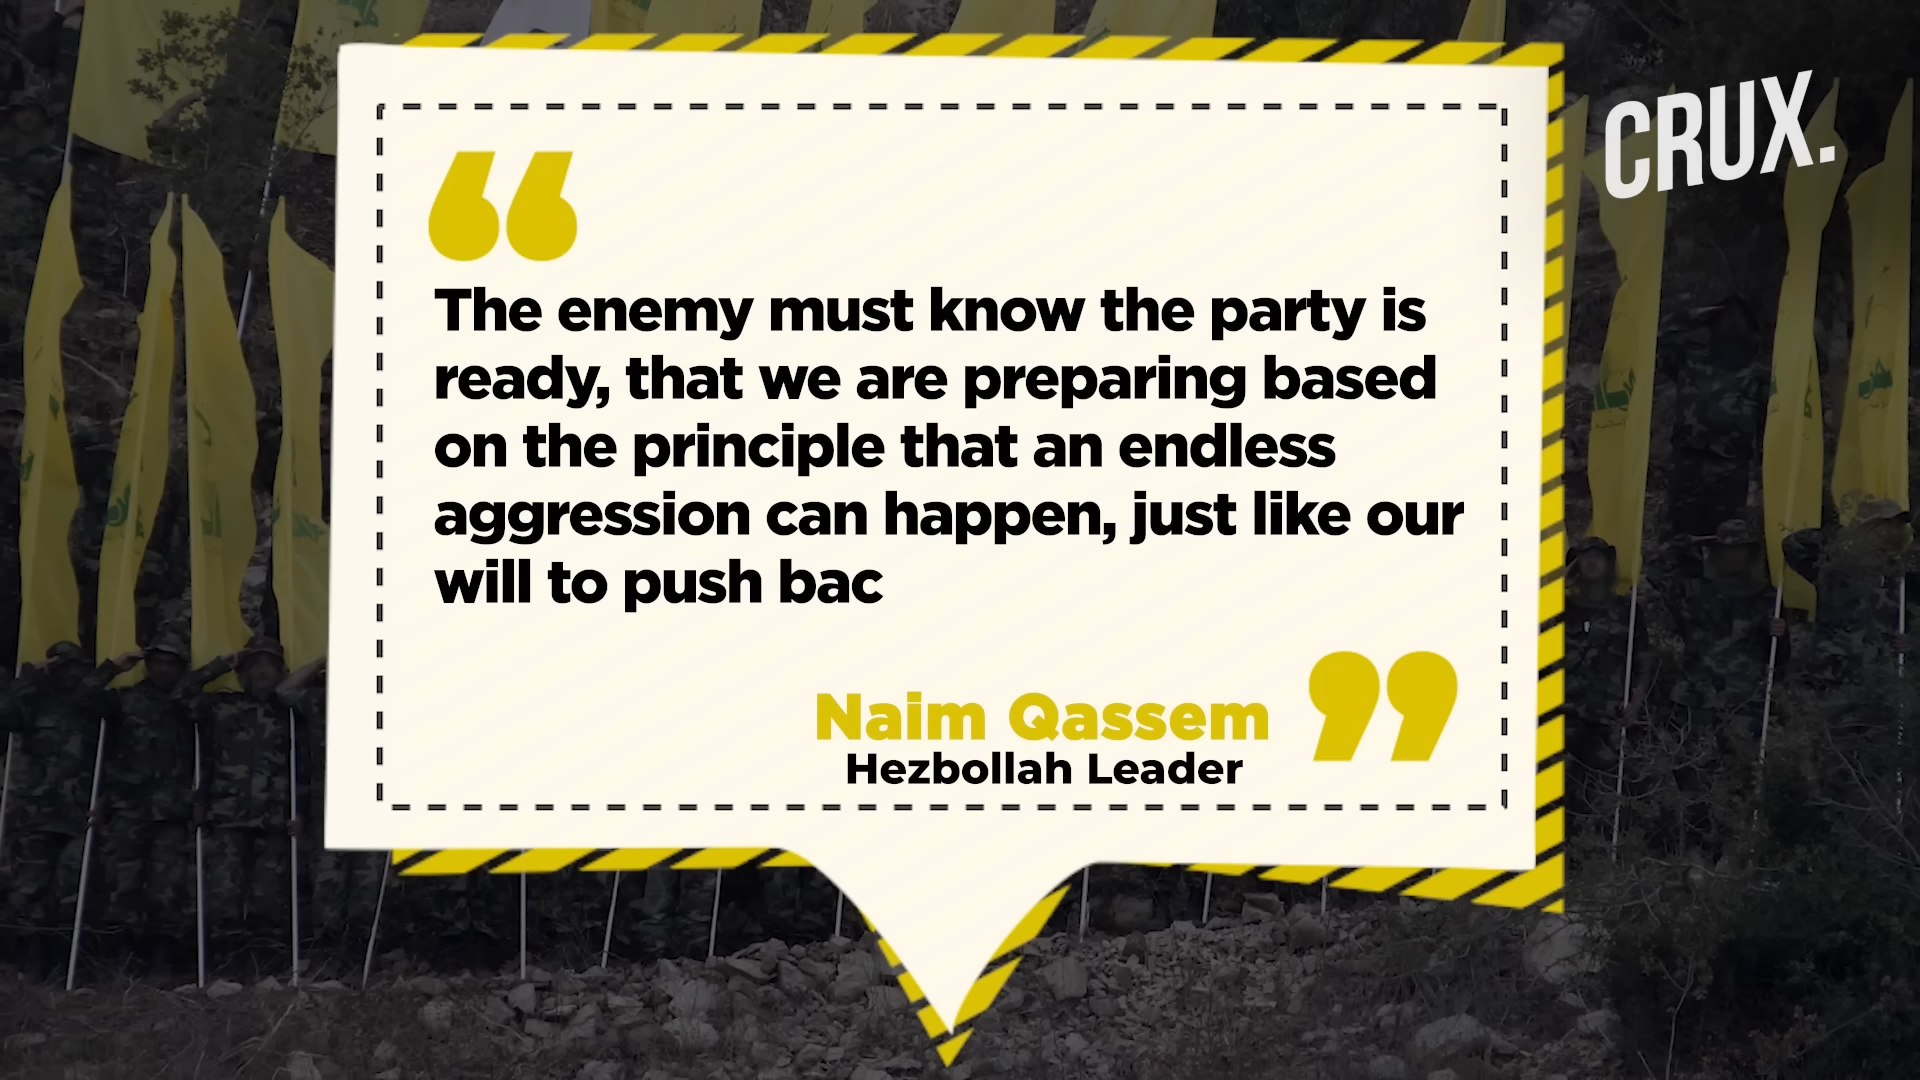 CRUX.
The enemy must know the party is
ready, that we are preparing based
on the principle that an endless
aggression can happen, just like our
will to push bac
Naim Qassem
Hezbollah Leader